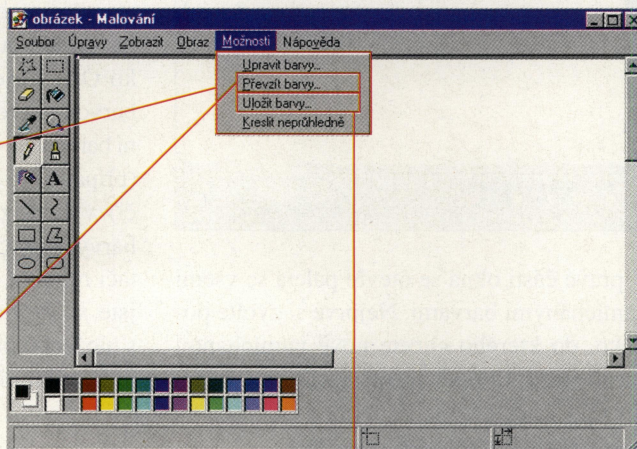 obrázek - Malování
Soubor Úpravy Zobrazit Obraz Možnosti Nápověda
Upravit barvy...
Převzít barvy...
Uložit barvy...
Kreslit neprůhledně
A